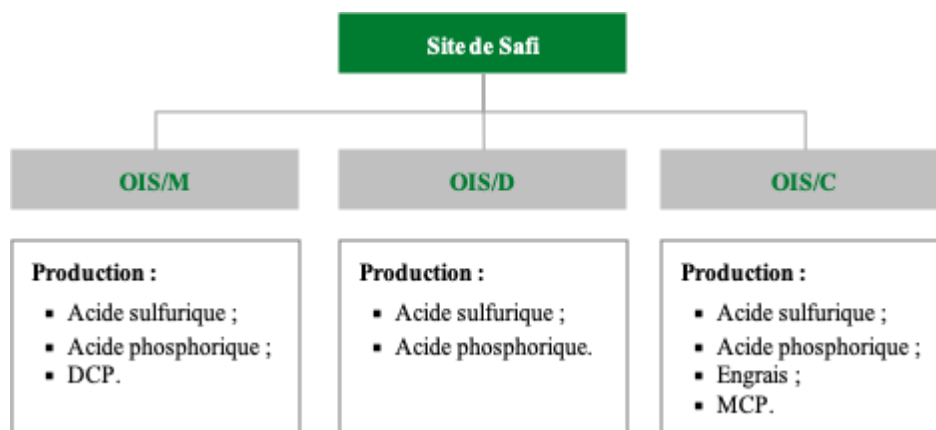 Site de Safi
OIS/M
OIS/D
OIS/C
Production :
▪ Acide sulfurique ;
▪ Acide phosphorique ;
▪ DCP.
Production :
▪ Acide sulfurique ;
▪ Acide phosphorique.
Production :
▪ Acide sulfurique ;
▪ Acide phosphorique ;
▪ Engrais ;
▪ MCP.